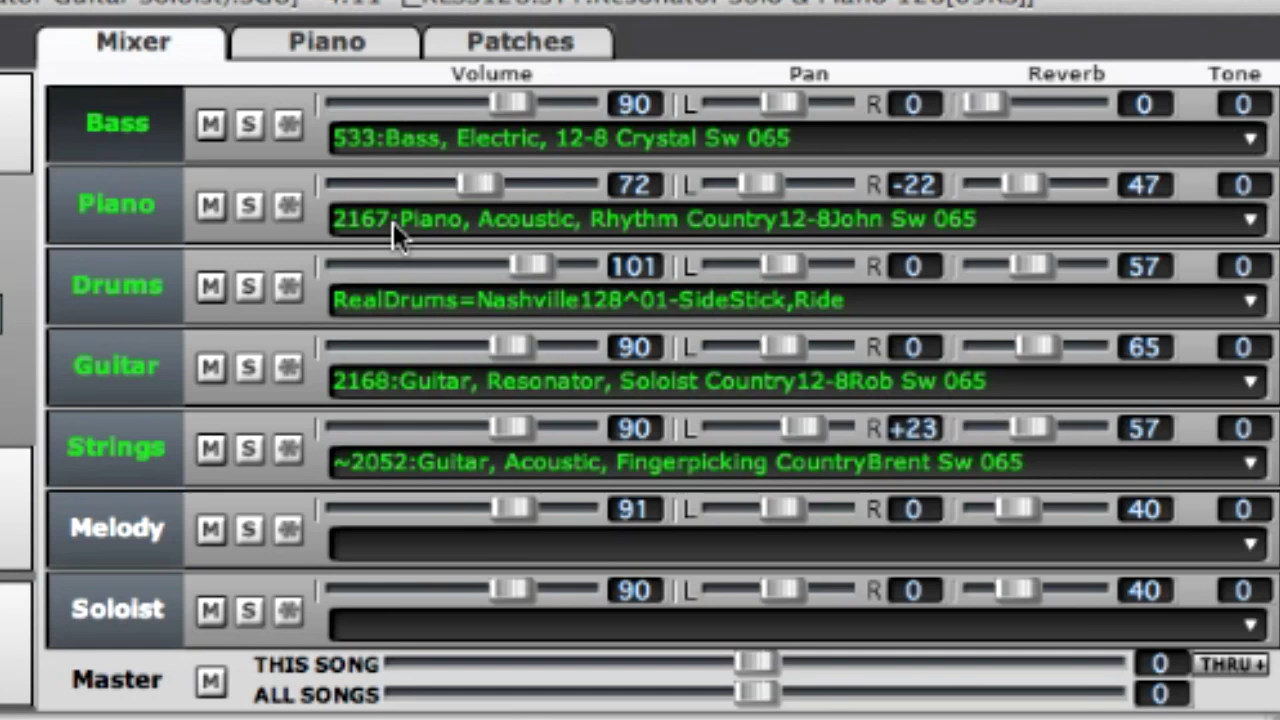 Mixer Piano Patches
Volume Pan Reverb Tone
Bass M S 90 L R 0 0 0
533:Bass, Electric, 12-8 Crystal Sw 065
Piano M S 72 L R -22 47 0
2167:Piano, Acoustic, Rhythm Country12-8John Sw 065
Drums M S 101 L R 0 57 0
RealDrums=Nashville128^01-SideStick,Ride
Guitar M S 90 L R 0 65 0
2168:Guitar, Resonator, Soloist Country12-8Rob Sw 065
Strings M S 90 L R +23 57 0
~2052:Guitar, Acoustic, Fingerpicking CountryBrent Sw 065
Melody M S 91 L R 0 40 0
Soloist M S 90 L R 0 40 0
Master M THIS SONG 0 THRU+
ALL SONGS 0